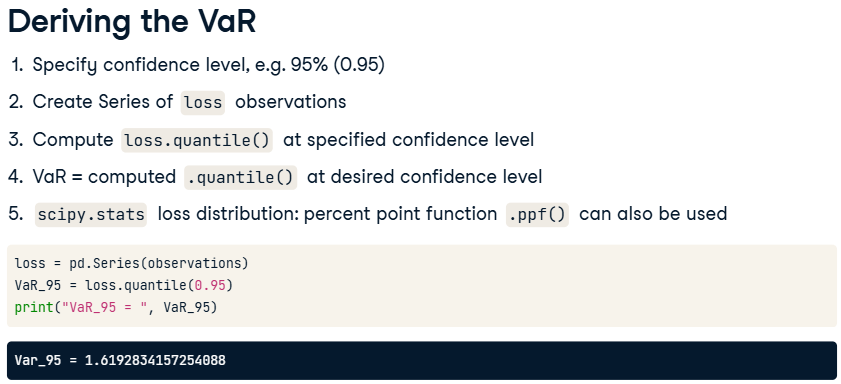 Deriving the VaR
1. Specify confidence level, e.g. 95% (0.95)
2. Create Series of loss observations
3. Compute loss.quantile() at specified confidence level
4. VaR = computed .quantile() at desired confidence level
5. scipy.stats loss distribution: percent point function .ppf() can also be used
loss = pd.Series(observations)
VaR_95 = loss.quantile(0.95)
print("VaR_95 = ", VaR_95)
Var_95 = 1.6192834157254088